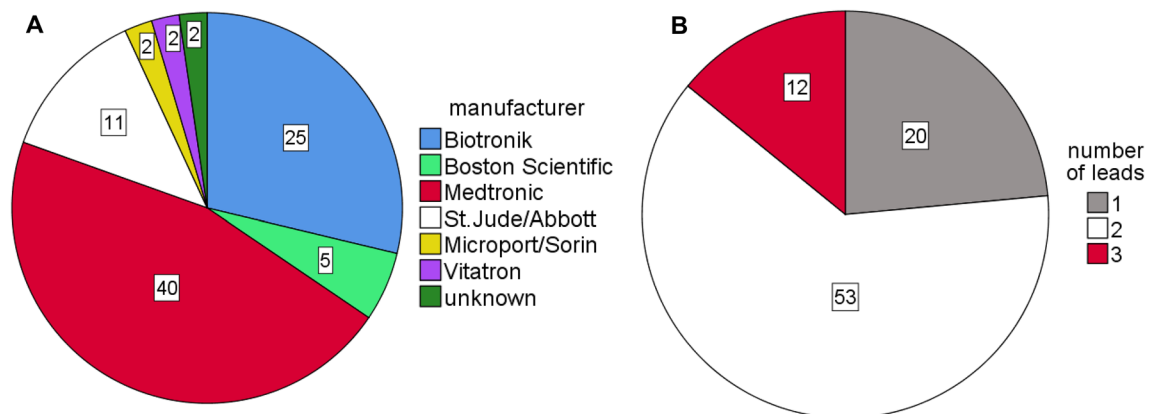 A
2
2
2
11
25
5
40
manufacturer
Biotronik
Boston Scientific
Medtronic
St.Jude/Abbott
Microport/Sorin
Vitatron
unknown
B
12
20
53
number
of leads
1
2
3